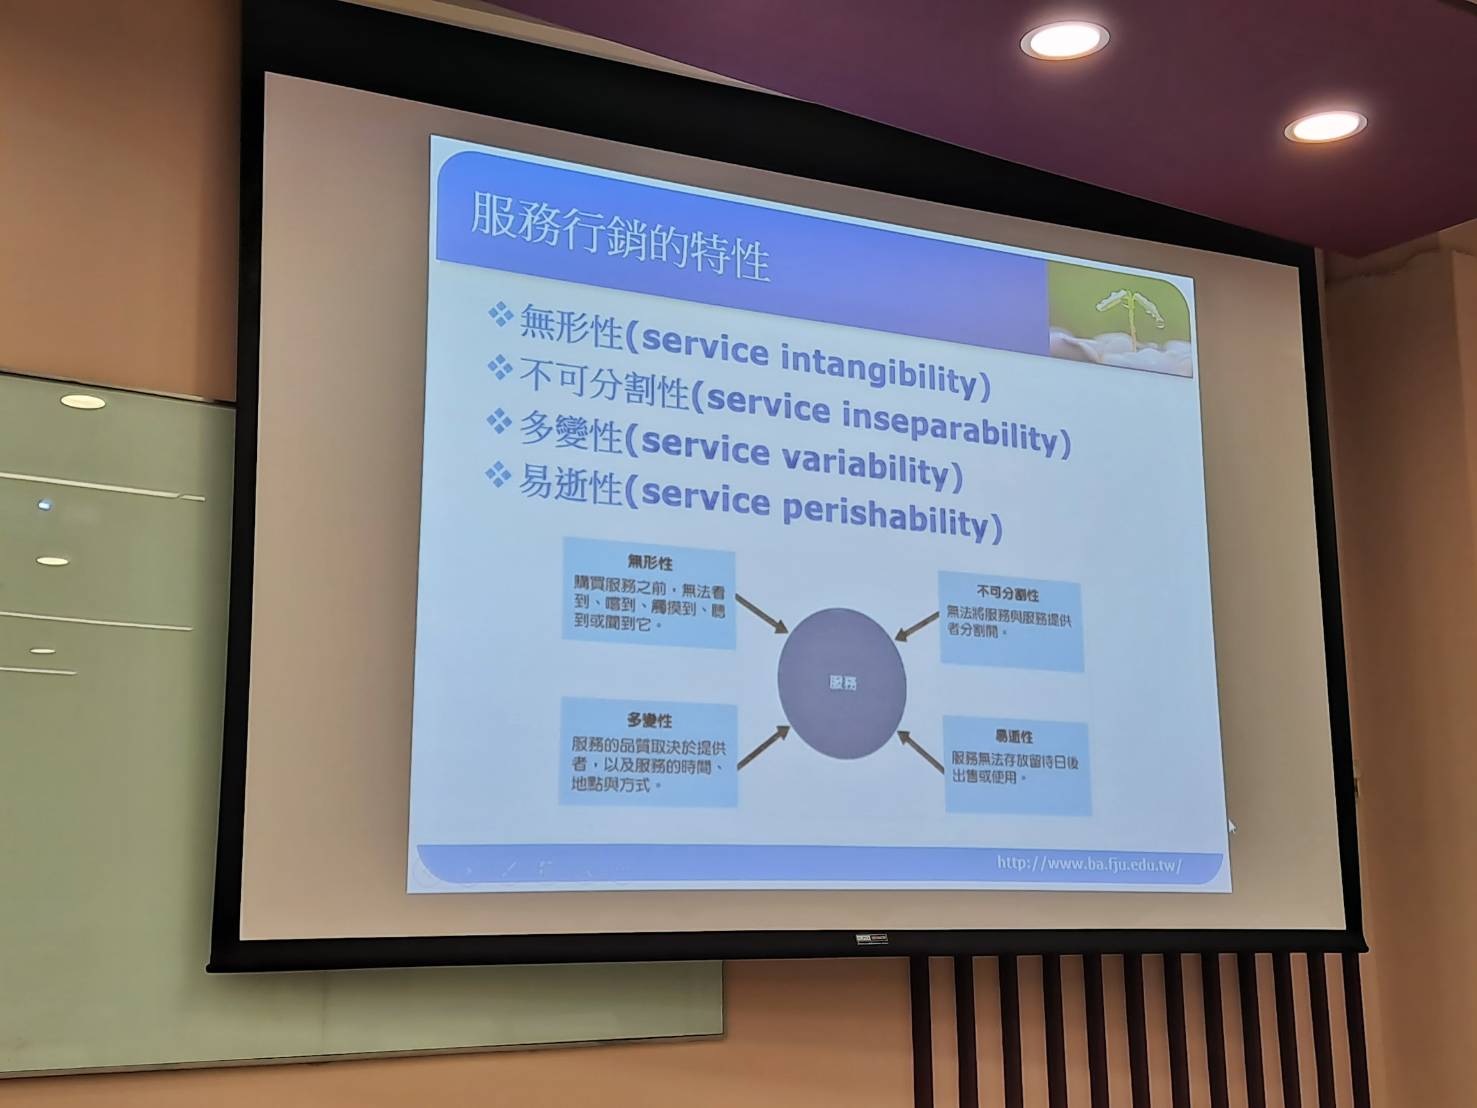 服務行銷的特性
無形性(service intangibility)
不可分割性(service inseparability)
多變性(service variability)
易逝性(service perishability)
無形性
購買服務之前，無法看
到、嚐到、觸摸到、聽
到或聞到它。
不可分割性
無法將服務與服務提供
者分割開。
服務
多變性
服務的品質取決於提供
者，以及服務的時間、
地點與方式。
易逝性
服務無法存放留待日後
出售或使用。
http://www.ba.fju.edu.tw/